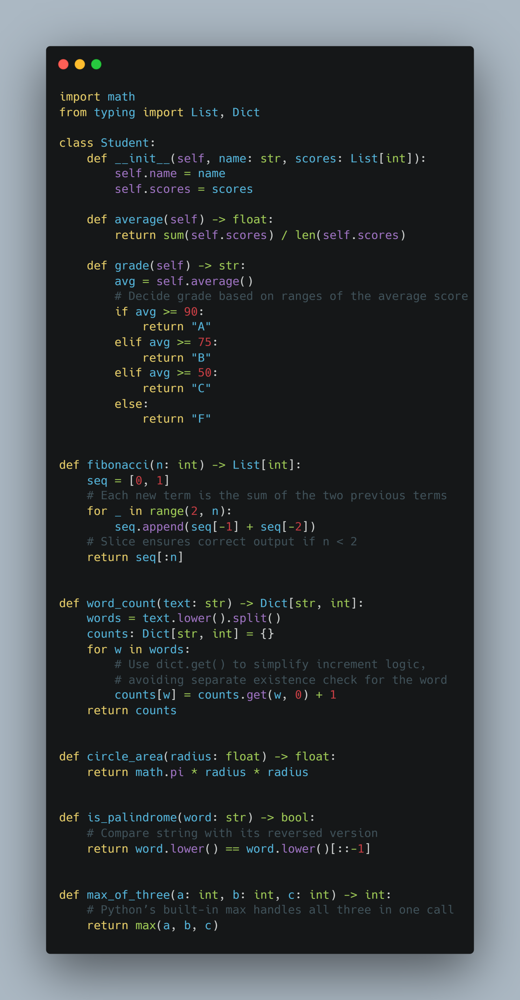 import math
from typing import List, Dict

class Student:
    def __init__(self, name: str, scores: List[int]):
        self.name = name
        self.scores = scores

    def average(self) -> float:
        return sum(self.scores) / len(self.scores)

    def grade(self) -> str:
        avg = self.average()
        # Decide grade based on ranges of the average score
        if avg >= 90:
            return "A"
        elif avg >= 75:
            return "B"
        elif avg >= 50:
            return "C"
        else:
            return "F"


def fibonacci(n: int) -> List[int]:
    seq = [0, 1]
    # Each new term is the sum of the two previous terms
    for _ in range(2, n):
        seq.append(seq[-1] + seq[-2])
    # Slice ensures correct output if n < 2
    return seq[:n]


def word_count(text: str) -> Dict[str, int]:
    words = text.lower().split()
    counts: Dict[str, int] = {}
    for w in words:
        # Use dict.get() to simplify increment logic,
        # avoiding separate existence check for the word
        counts[w] = counts.get(w, 0) + 1
    return counts


def circle_area(radius: float) -> float:
    return math.pi * radius * radius


def is_palindrome(word: str) -> bool:
    # Compare string with its reversed version
    return word.lower() == word.lower()[::-1]


def max_of_three(a: int, b: int, c: int) -> int:
    # Python’s built-in max handles all three in one call
    return max(a, b, c)